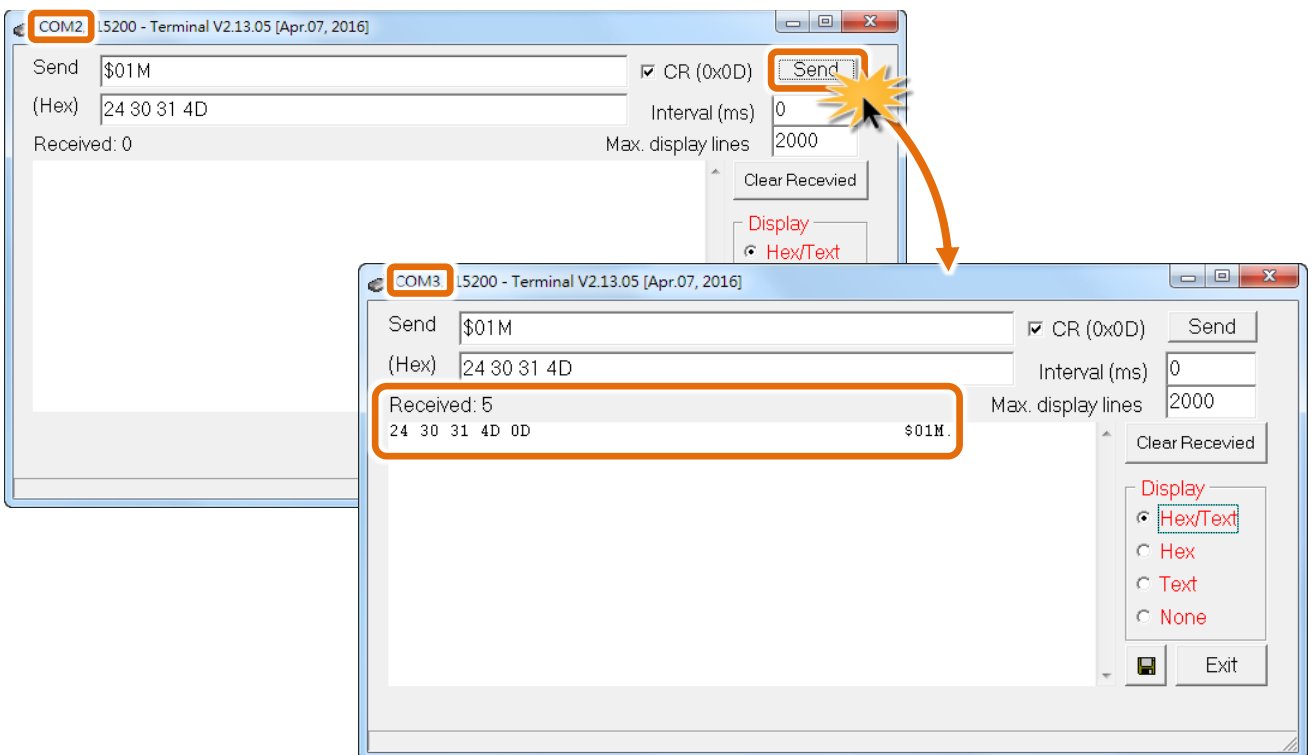 COM2, 15200 - Terminal V2.13.05 [Apr.07, 2016]
Send $01M CR (0x0D) Send
(Hex) 24 30 31 4D Interval (ms) 0
Received: 0 Max. display lines 2000
Clear Recevied
Display
Hex/Text
COM3, 15200 - Terminal V2.13.05 [Apr.07, 2016]
Send $01M CR (0x0D) Send
(Hex) 24 30 31 4D Interval (ms) 0
Received: 5 Max. display lines 2000
24 30 31 4D 0D $01M.
Clear Recevied
Display
Hex/Text
Hex
Text
None
Exit